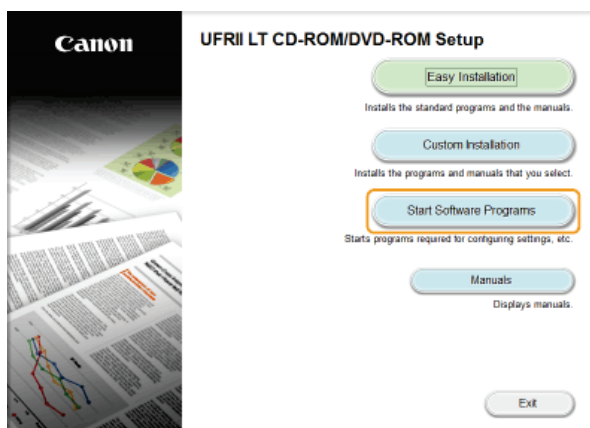 Canon
UFRII LT CD-ROM/DVD-ROM Setup
Easy Installation
Installs the standard programs and the manuals.
Custom Installation
Installs the programs and manuals that you select.
Start Software Programs
Starts programs required for configuring settings, etc.
Manuals
Displays manuals.
Exit